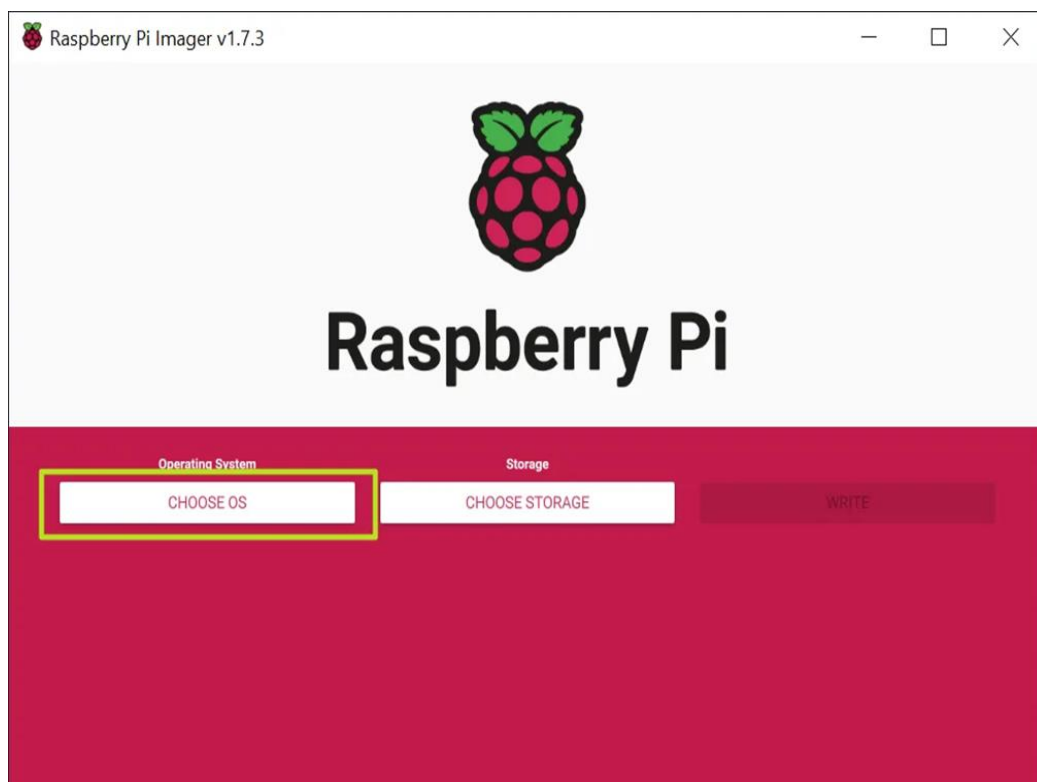 Raspberry Pi Imager v1.7.3
Raspberry Pi
Operating System
Storage
CHOOSE OS
CHOOSE STORAGE
WRITE